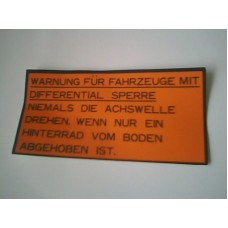 WARNUNG FÜR FAHRZEUGE MIT
DIFFERENTIAL SPERRE
NIEMALS DIE ACHSWELLE
DREHEN, WENN NUR EIN
HINTERRAD VOM BODEN
ABGEHOBEN IST.